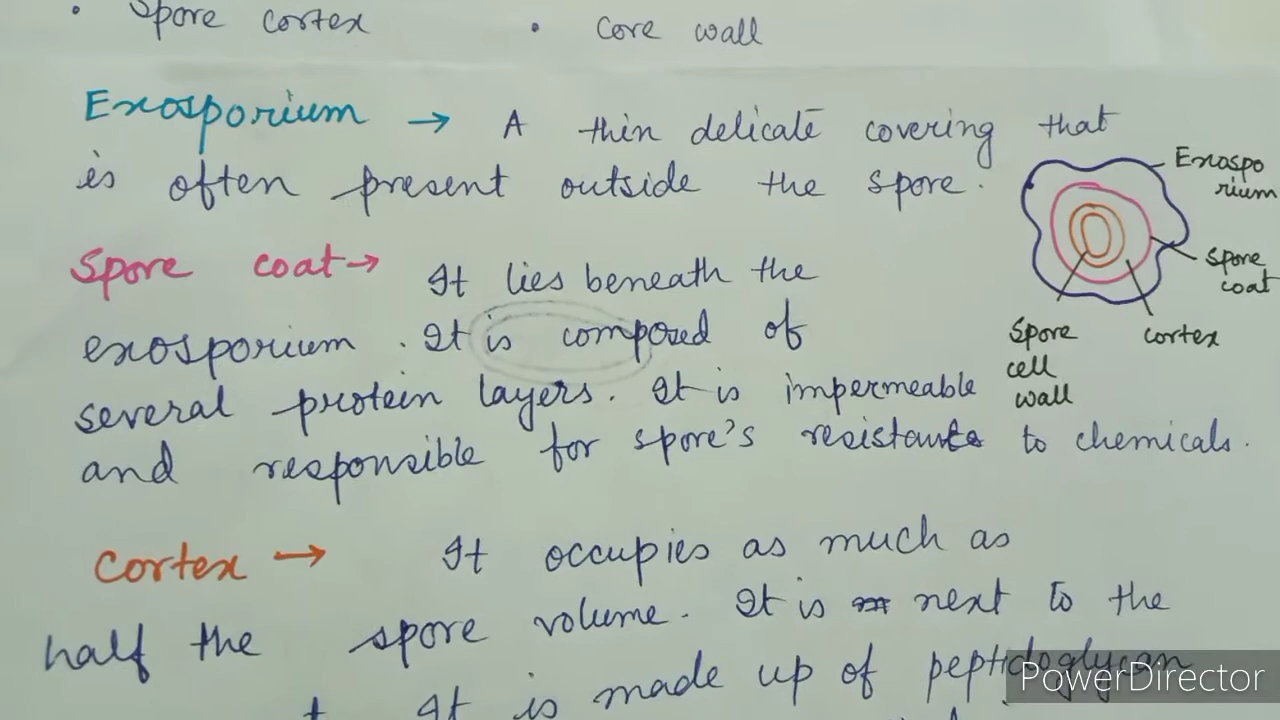 • Spore cortex • Core wall
Exosporium → A thin delicate covering that
is often present outside the spore.
Exospo
rium
Spore coat → It lies beneath the
spore
coat
exosporium. It is composed of
Spore
cell
wall
cortex
several protein layers. It is impermeable
and responsible for spore's resistance to chemicals.
Cortex → It occupies as much as
half the spore volume. It is next to the
It is made up of peptidoglycan
PowerDirector